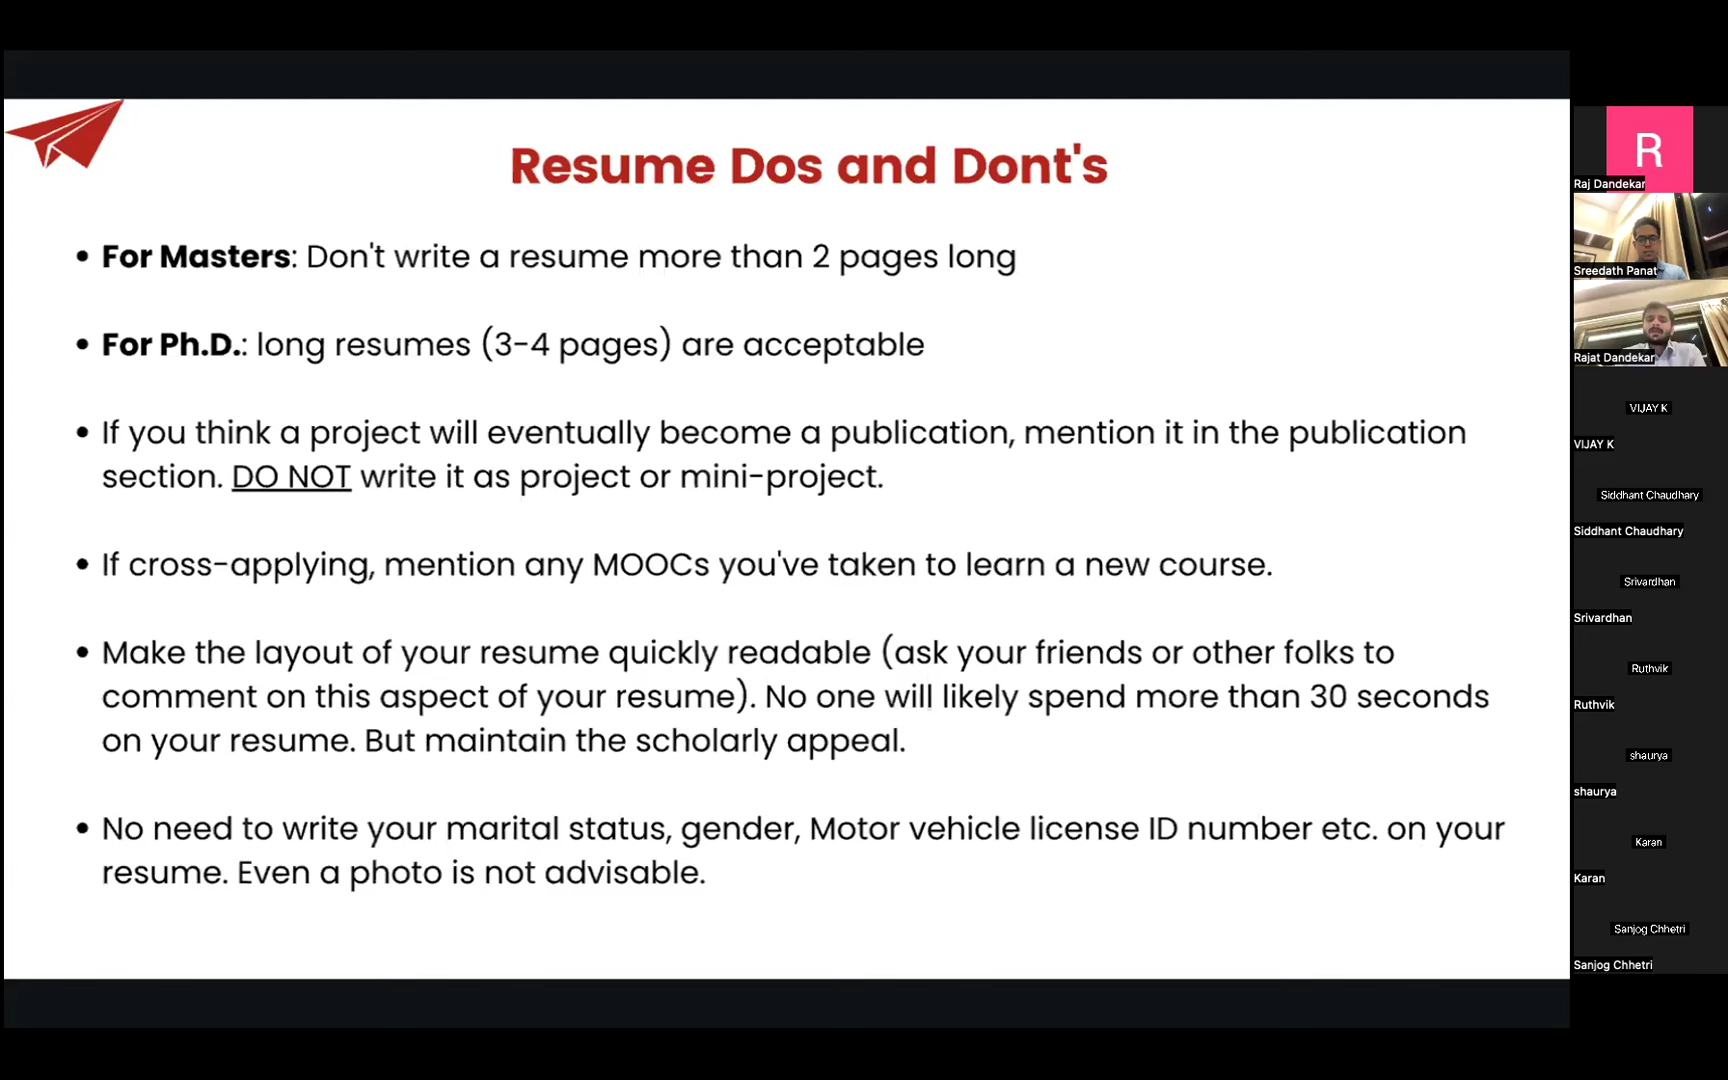 Resume Dos and Dont's
• For Masters: Don't write a resume more than 2 pages long
• For Ph.D.: long resumes (3-4 pages) are acceptable
• If you think a project will eventually become a publication, mention it in the publication
section. DO NOT write it as project or mini-project.
• If cross-applying, mention any MOOCs you've taken to learn a new course.
• Make the layout of your resume quickly readable (ask your friends or other folks to
comment on this aspect of your resume). No one will likely spend more than 30 seconds
on your resume. But maintain the scholarly appeal.
• No need to write your marital status, gender, Motor vehicle license ID number etc. on your
resume. Even a photo is not advisable.
R
Raj Dandekar
Sreedath Panat
Rajat Dandekar
VIJAY K
VIJAY K
Siddhant Chaudhary
Siddhant Chaudhary
Srivardhan
Srivardhan
Ruthvik
Ruthvik
shaurya
shaurya
Karan
Karan
Sanjog Chhetri
Sanjog Chhetri